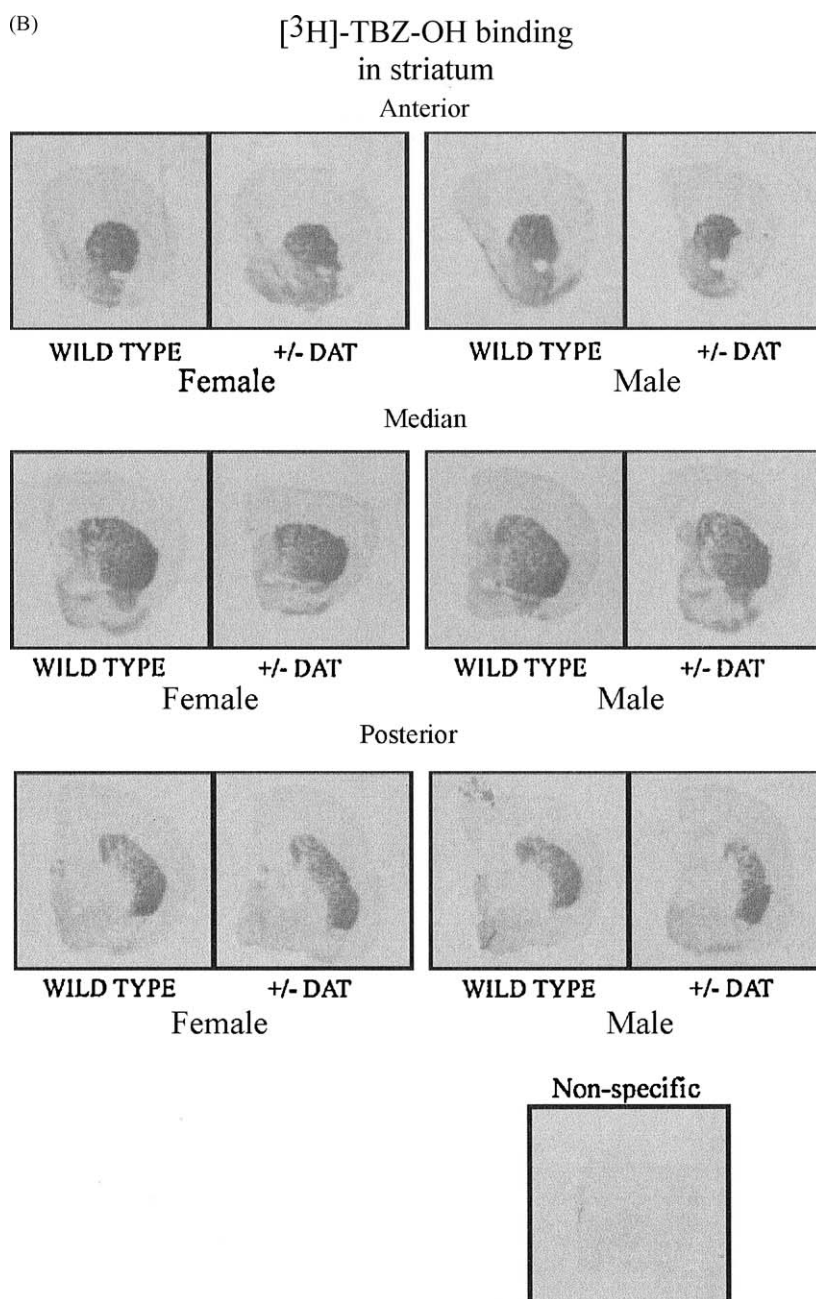 (B)
[³H]-TBZ-OH binding
in striatum
Anterior
WILD TYPE +/- DAT WILD TYPE +/- DAT
Female Male
Median
WILD TYPE +/- DAT WILD TYPE +/- DAT
Female Male
Posterior
WILD TYPE +/- DAT WILD TYPE +/- DAT
Female Male
Non-specific